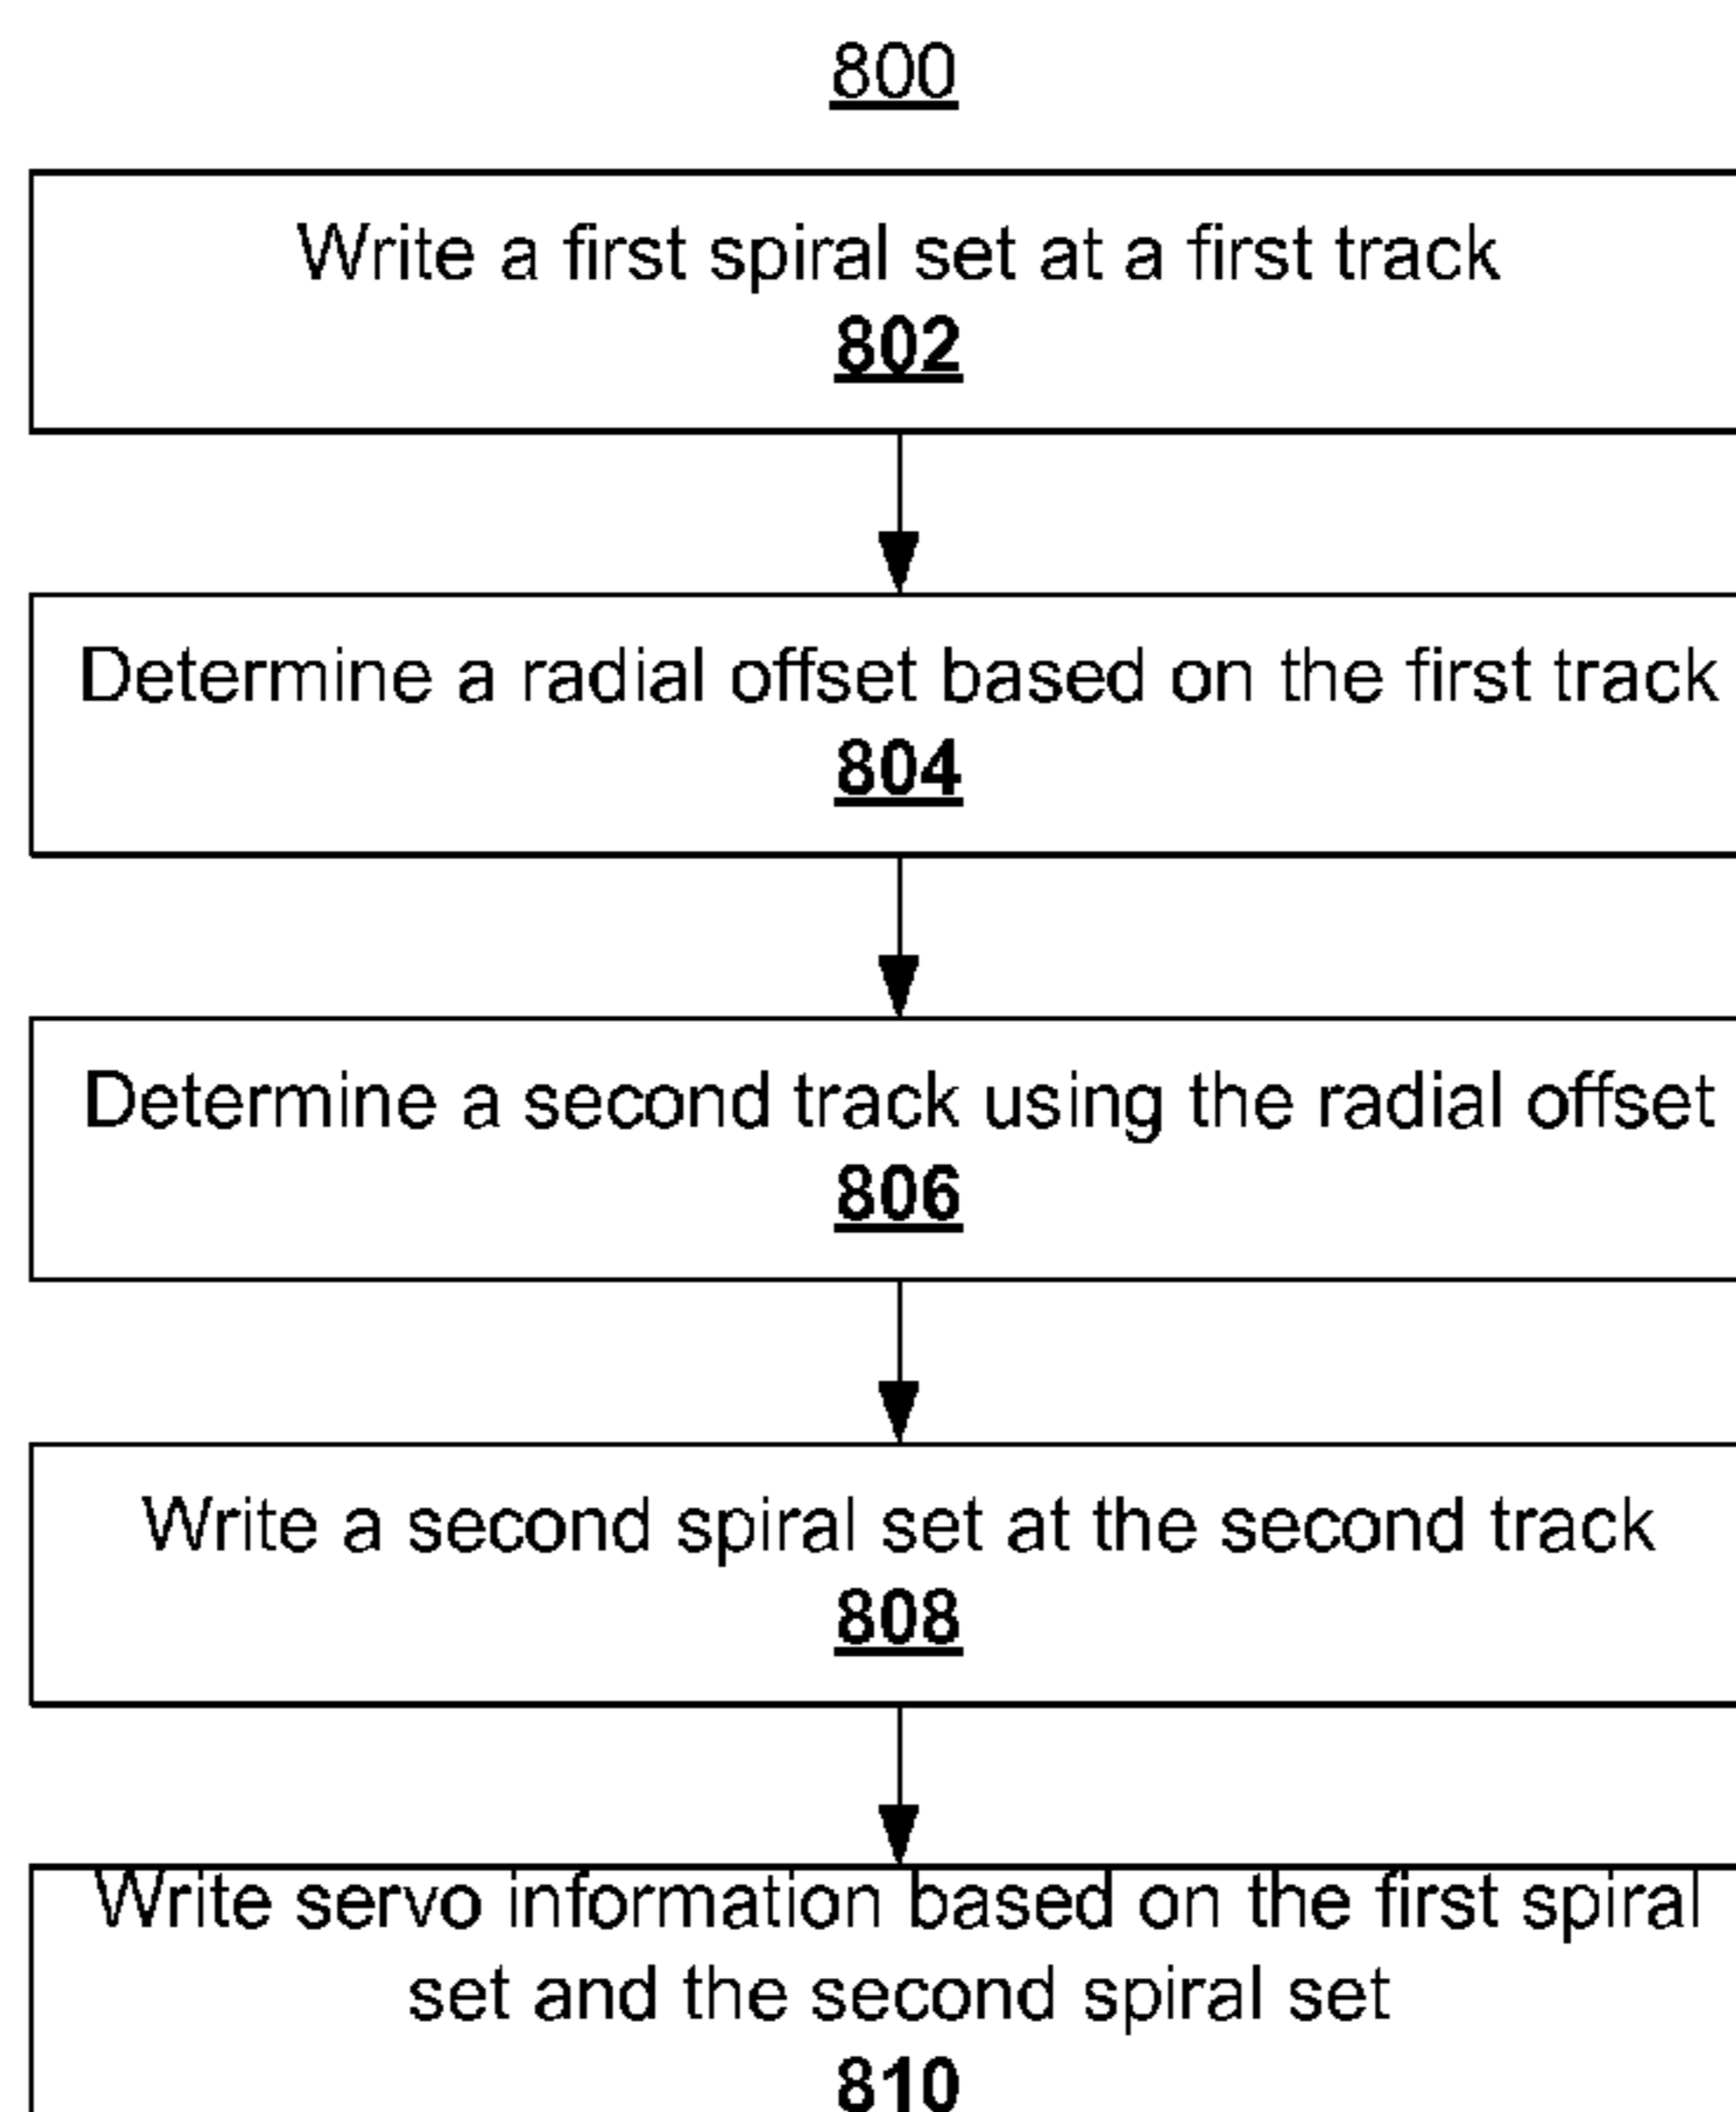 800
Write a first spiral set at a first track
802
Determine a radial offset based on the first track
804
Determine a second track using the radial offset
806
Write a second spiral set at the second track
808
Write servo information based on the first spiral
set and the second spiral set
810